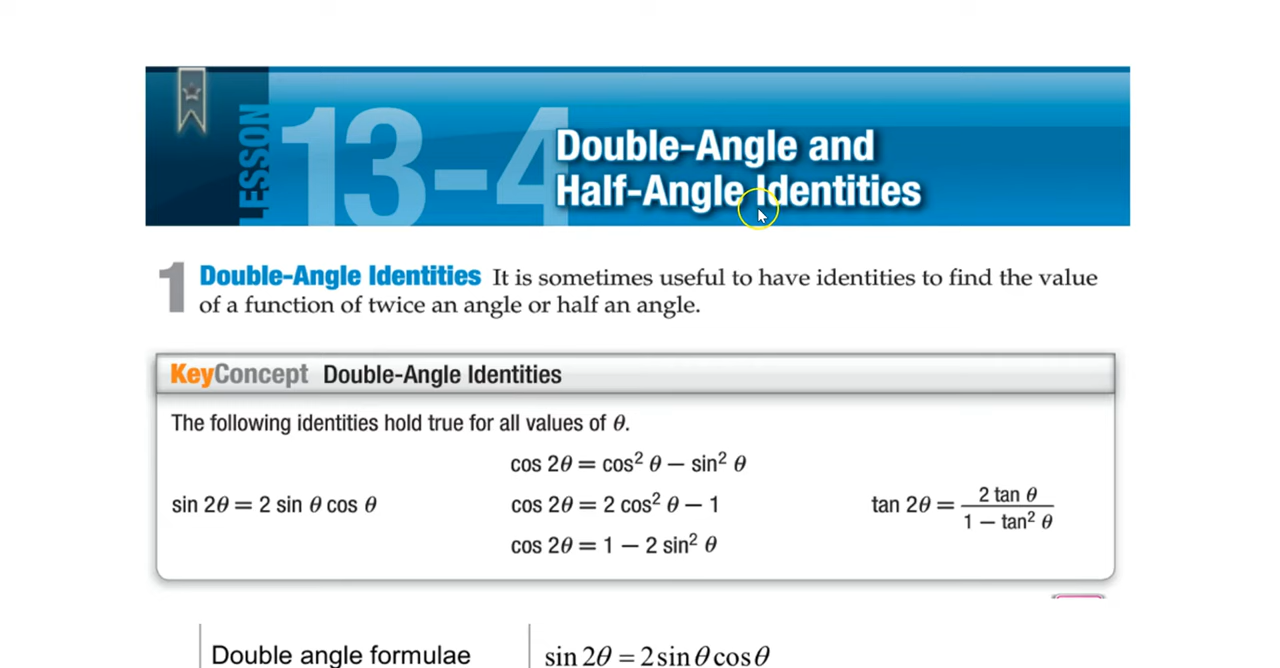 LESSON
13-4
Double-Angle and
Half-Angle Identities
1 Double-Angle Identities It is sometimes useful to have identities to find the value
of a function of twice an angle or half an angle.
KeyConcept Double-Angle Identities
The following identities hold true for all values of θ.
cos 2θ = cos² θ − sin² θ
sin 2θ = 2 sin θ cos θ
cos 2θ = 2 cos² θ − 1
cos 2θ = 1 − 2 sin² θ
tan 2θ = 2 tan θ / 1 − tan² θ
Double angle formulae
sin 2θ = 2 sin θ cos θ